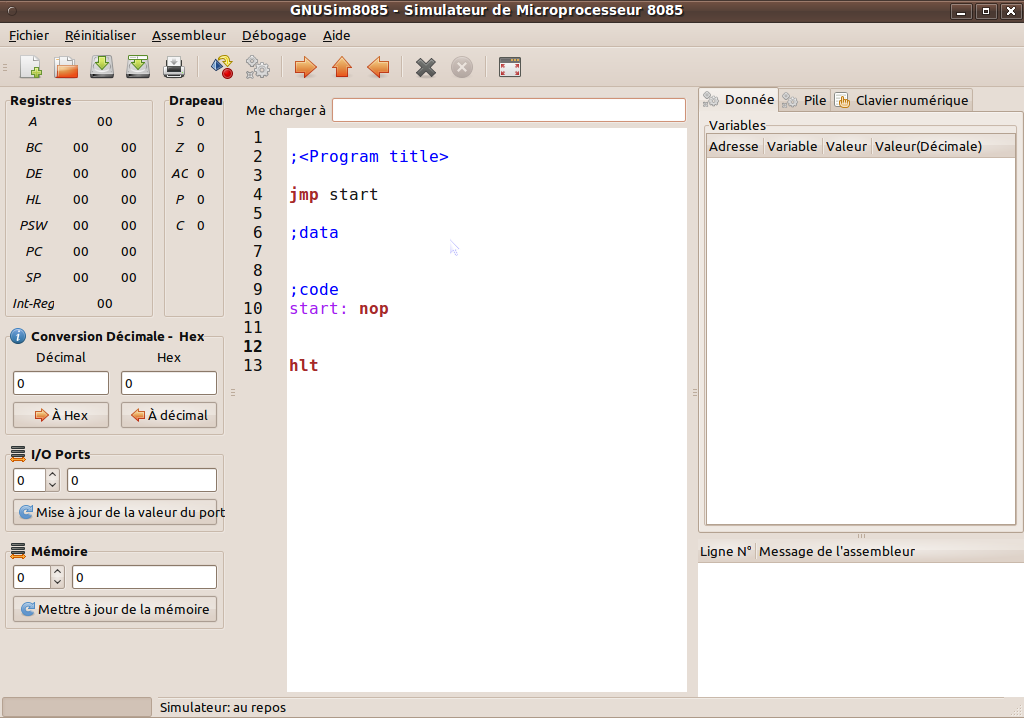 GNUSim8085 - Simulateur de Microprocesseur 8085
Fichier Réinitialiser Assembleur Débogage Aide
Registres
A 00
BC 00 00
DE 00 00
HL 00 00
PSW 00 00
PC 00 00
SP 00 00
Int-Reg 00
Drapeau
S 0
Z 0
AC 0
P 0
C 0
Conversion Décimale - Hex
Décimal Hex
0 0
À Hex À décimal
I/O Ports
0 0
Mise à jour de la valeur du port
Mémoire
0 0
Mettre à jour de la mémoire
Me charger à
1
2 ;<Program title>
3
4 jmp start
5
6 ;data
7
8
9 ;code
10 start: nop
11
12
13 hlt
Donnée Pile Clavier numérique
Variables
Adresse Variable Valeur Valeur(Décimale)
Ligne N° Message de l'assembleur
Simulateur: au repos